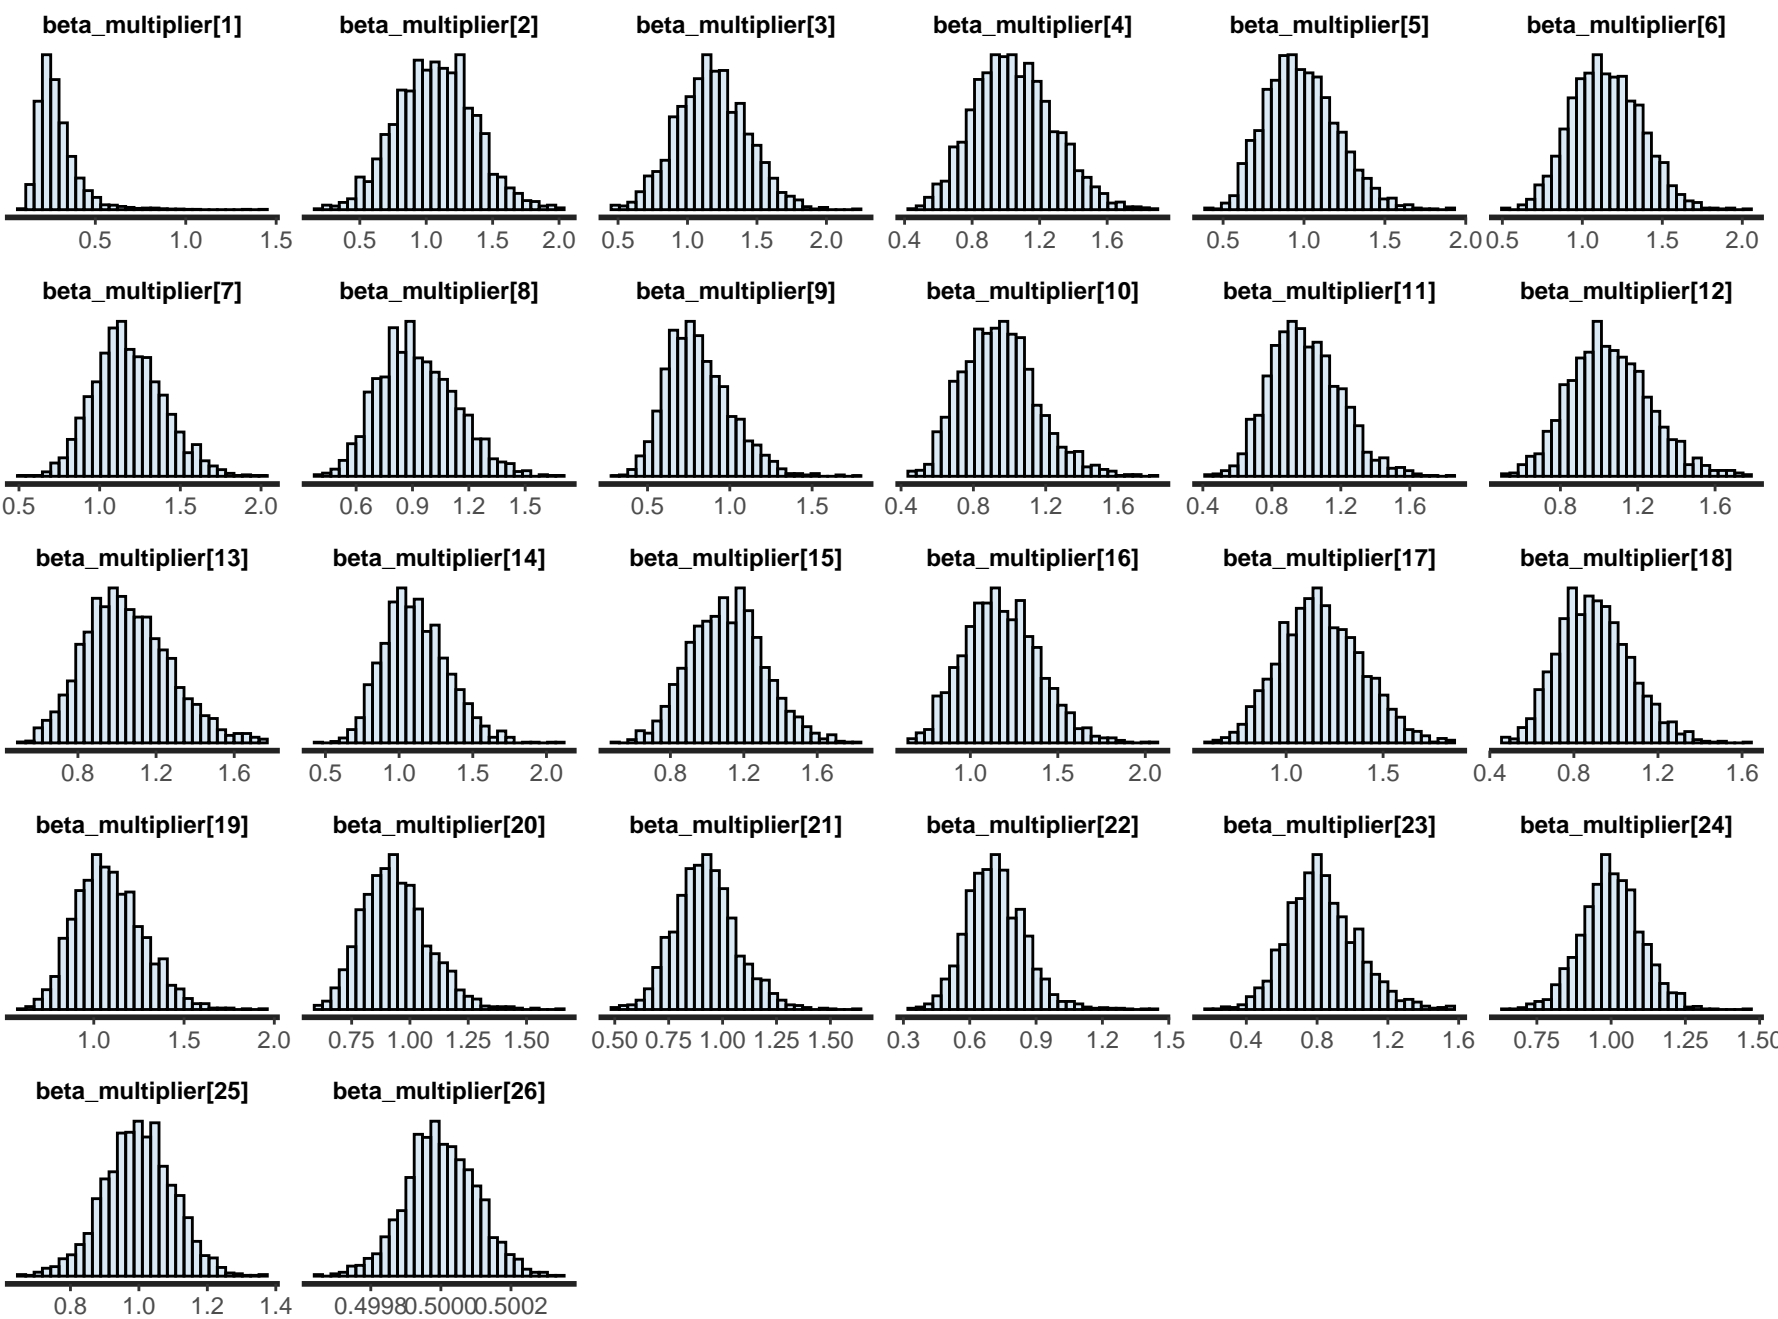 beta_multiplier[1] beta_multiplier[2] beta_multiplier[3] beta_multiplier[4] beta_multiplier[5] beta_multiplier[6]
0.5 1.0 1.5 0.5 1.0 1.5 2.0 0.5 1.0 1.5 2.0 0.4 0.8 1.2 1.6 0.5 1.0 1.5 2.0 0.5 1.0 1.5 2.0
beta_multiplier[7] beta_multiplier[8] beta_multiplier[9] beta_multiplier[10] beta_multiplier[11] beta_multiplier[12]
0.5 1.0 1.5 2.0 0.6 0.9 1.2 1.5 0.5 1.0 1.5 0.4 0.8 1.2 1.6 0.4 0.8 1.2 1.6 0.8 1.2 1.6
beta_multiplier[13] beta_multiplier[14] beta_multiplier[15] beta_multiplier[16] beta_multiplier[17] beta_multiplier[18]
0.8 1.2 1.6 0.5 1.0 1.5 2.0 0.8 1.2 1.6 1.0 1.5 2.0 1.0 1.5 0.4 0.8 1.2 1.6
beta_multiplier[19] beta_multiplier[20] beta_multiplier[21] beta_multiplier[22] beta_multiplier[23] beta_multiplier[24]
1.0 1.5 2.0 0.75 1.00 1.25 1.50 0.50 0.75 1.00 1.25 1.50 0.3 0.6 0.9 1.2 1.5 0.4 0.8 1.2 1.6 0.75 1.00 1.25 1.50
beta_multiplier[25] beta_multiplier[26]
0.8 1.0 1.2 1.4 0.4998 0.5000 0.5002